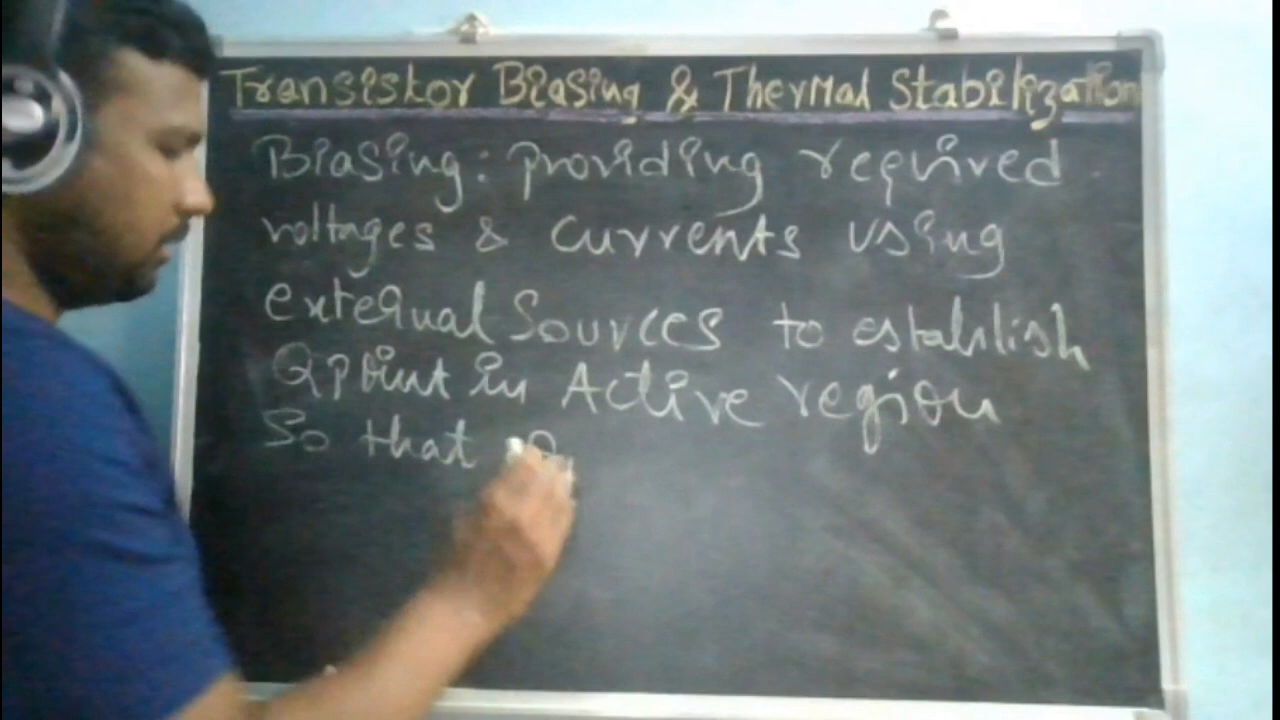 Transistor Biasing & Thermal Stabilization
Biasing: providing required
voltages & currents using
external Sources to establish
Q point in Active region
So that